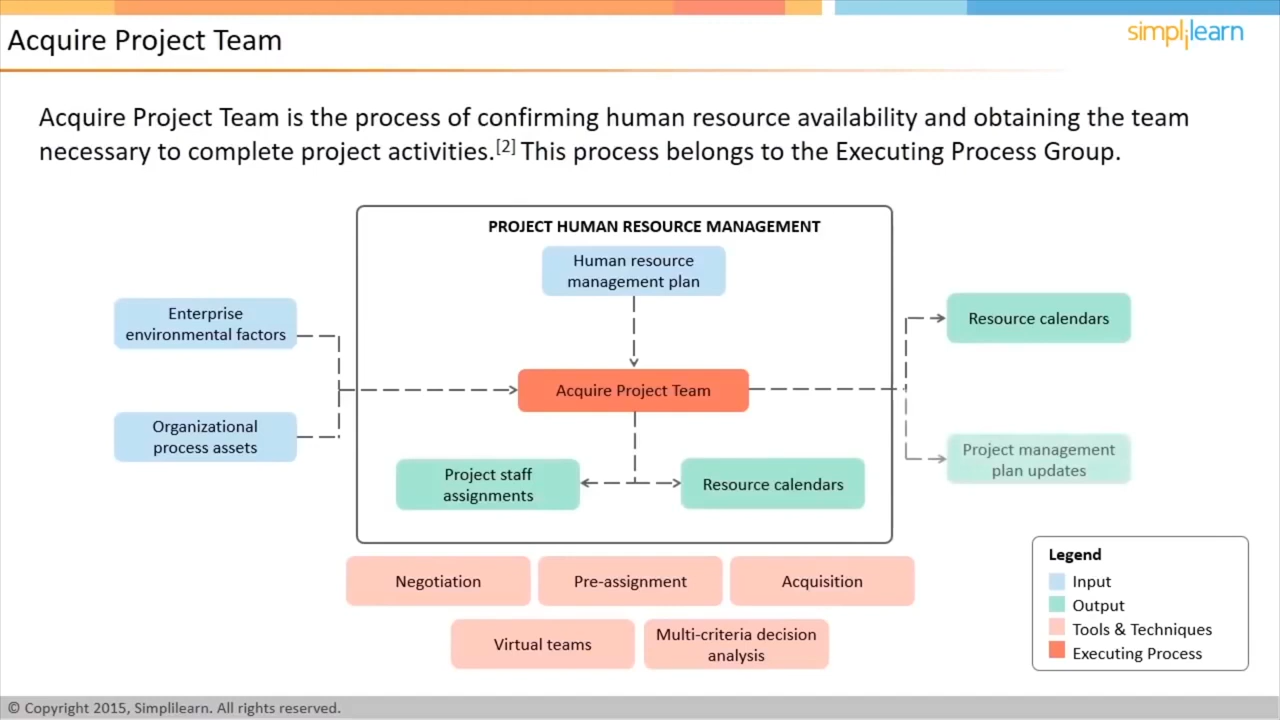 Acquire Project Team
simplilearn
Acquire Project Team is the process of confirming human resource availability and obtaining the team
necessary to complete project activities.[2] This process belongs to the Executing Process Group.
PROJECT HUMAN RESOURCE MANAGEMENT
Human resource
management plan
Enterprise
environmental factors
Resource calendars
Acquire Project Team
Organizational
process assets
Project management
plan updates
Project staff
assignments
Resource calendars
Negotiation
Pre-assignment
Acquisition
Virtual teams
Multi-criteria decision
analysis
Legend
Input
Output
Tools & Techniques
Executing Process
© Copyright 2015, Simplilearn. All rights reserved.